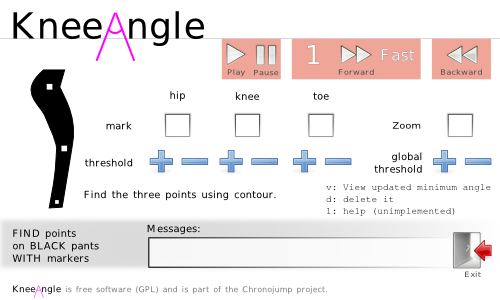 KneeAngle
1
Fast
Play Pause
Forward
Backward
hip knee toe
mark
Zoom
threshold
global
threshold
Find the three points using contour.
v: View updated minimum angle
d: delete it
l: help (unimplemented)
FIND points
on BLACK pants
WITH markers
Messages:
Exit
KneeAngle is free software (GPL) and is part of the Chronojump project.